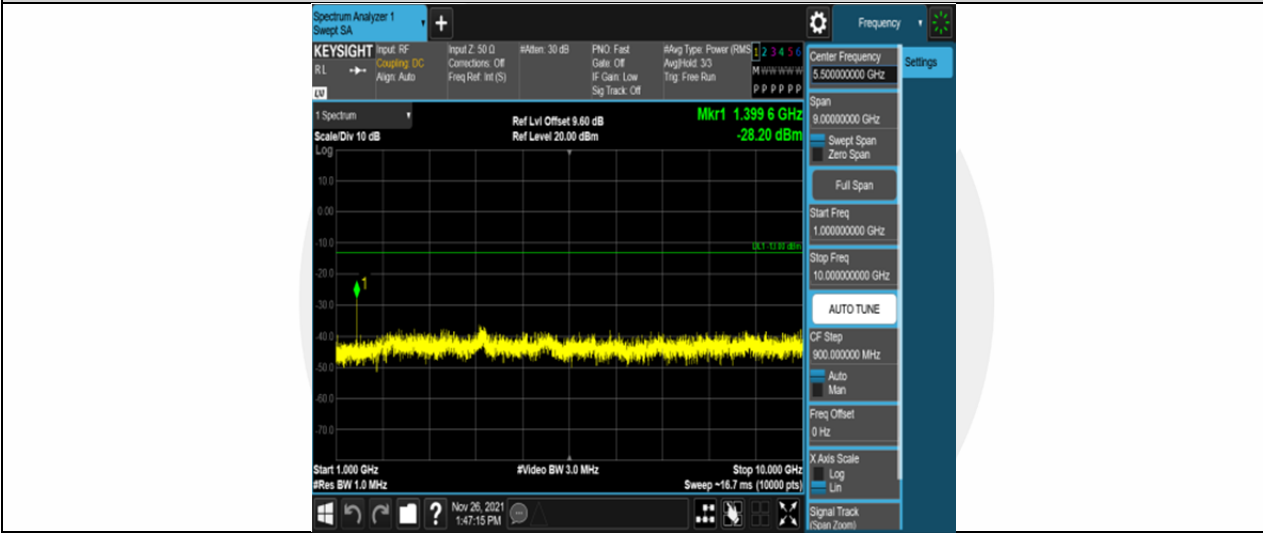 Spectrum Analyzer 1
Swept SA
+
Frequency
KEYSIGHT
RL
LV
Input: RF
Coupling: DC
Align: Auto
Input Z: 50 Ω
Corrections: Off
Freq Ref: Int (S)
#Atten: 30 dB
PNO: Fast
Gate: Off
IF Gain: Low
Sig Track: Off
#Avg Type: Power (RMS
Avg|Hold: 3/3
Trig: Free Run
1 2 3 4 5 6
M W W W W W
P P P P P P
1 Spectrum
Scale/Div 10 dB
Log
Ref Lvl Offset 9.60 dB
Ref Level 20.00 dBm
Mkr1 1.399 6 GHz
-28.20 dBm
10.0
0.00
-10.0
-20.0
-30.0
-40.0
-50.0
-60.0
-70.0
DL1 -13.00 dBm
1
Start 1.000 GHz
#Res BW 1.0 MHz
#Video BW 3.0 MHz
Stop 10.000 GHz
Sweep ~16.7 ms (10000 pts)
Center Frequency
5.500000000 GHz
Settings
Span
9.00000000 GHz
Swept Span
Zero Span
Full Span
Start Freq
1.000000000 GHz
Stop Freq
10.000000000 GHz
AUTO TUNE
CF Step
900.000000 MHz
Auto
Man
Freq Offset
0 Hz
X Axis Scale
Log
Lin
Signal Track
(Span Zoom)
?
Nov 26, 2021
1:47:15 PM